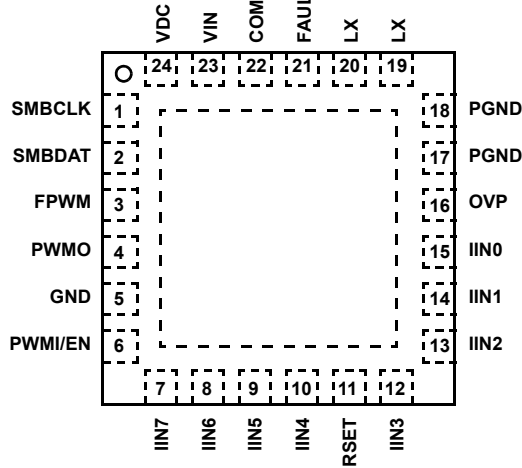 VDC
VIN
COM
FAUL
LX
LX
24
23
22
21
20
19
SMBCLK 1
SMBDAT 2
FPWM 3
PWMO 4
GND 5
PWMI/EN 6
18 PGND
17 PGND
16 OVP
15 IIN0
14 IIN1
13 IIN2
7
8
9
10
11
12
IIN7
IIN6
IIN5
IIN4
RSET
IIN3